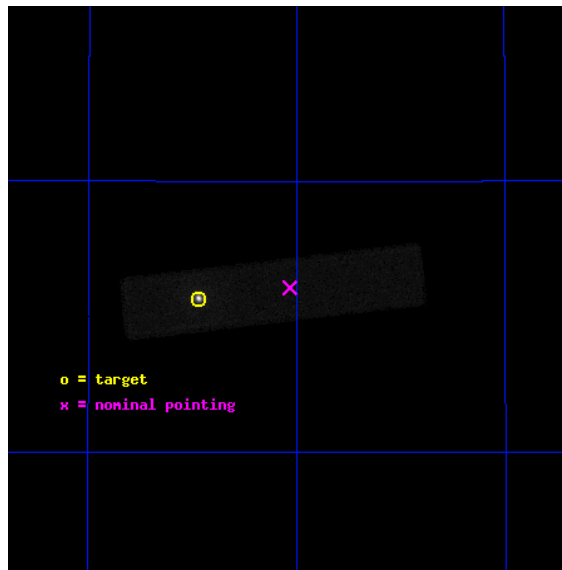 o = target
x = nominal pointing